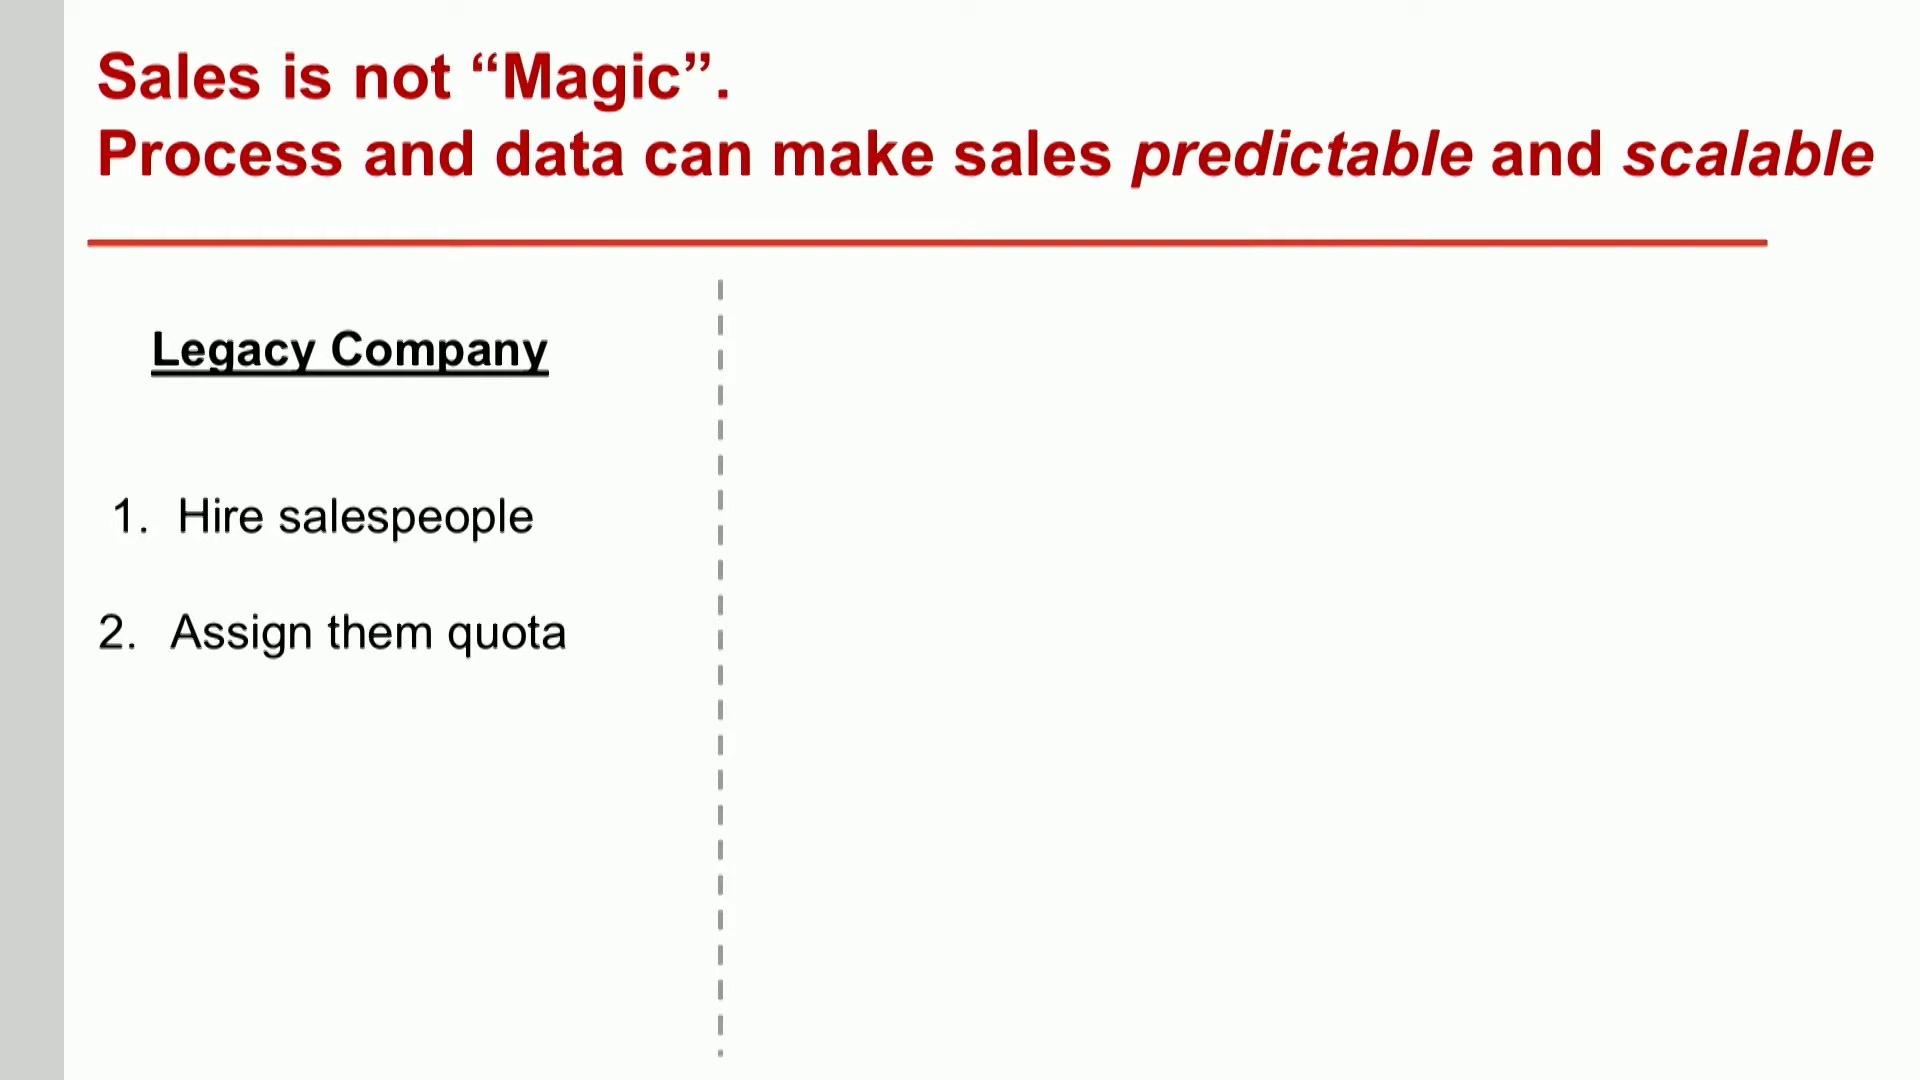 Sales is not “Magic”.
Process and data can make sales predictable and scalable
Legacy Company
1. Hire salespeople
2. Assign them quota